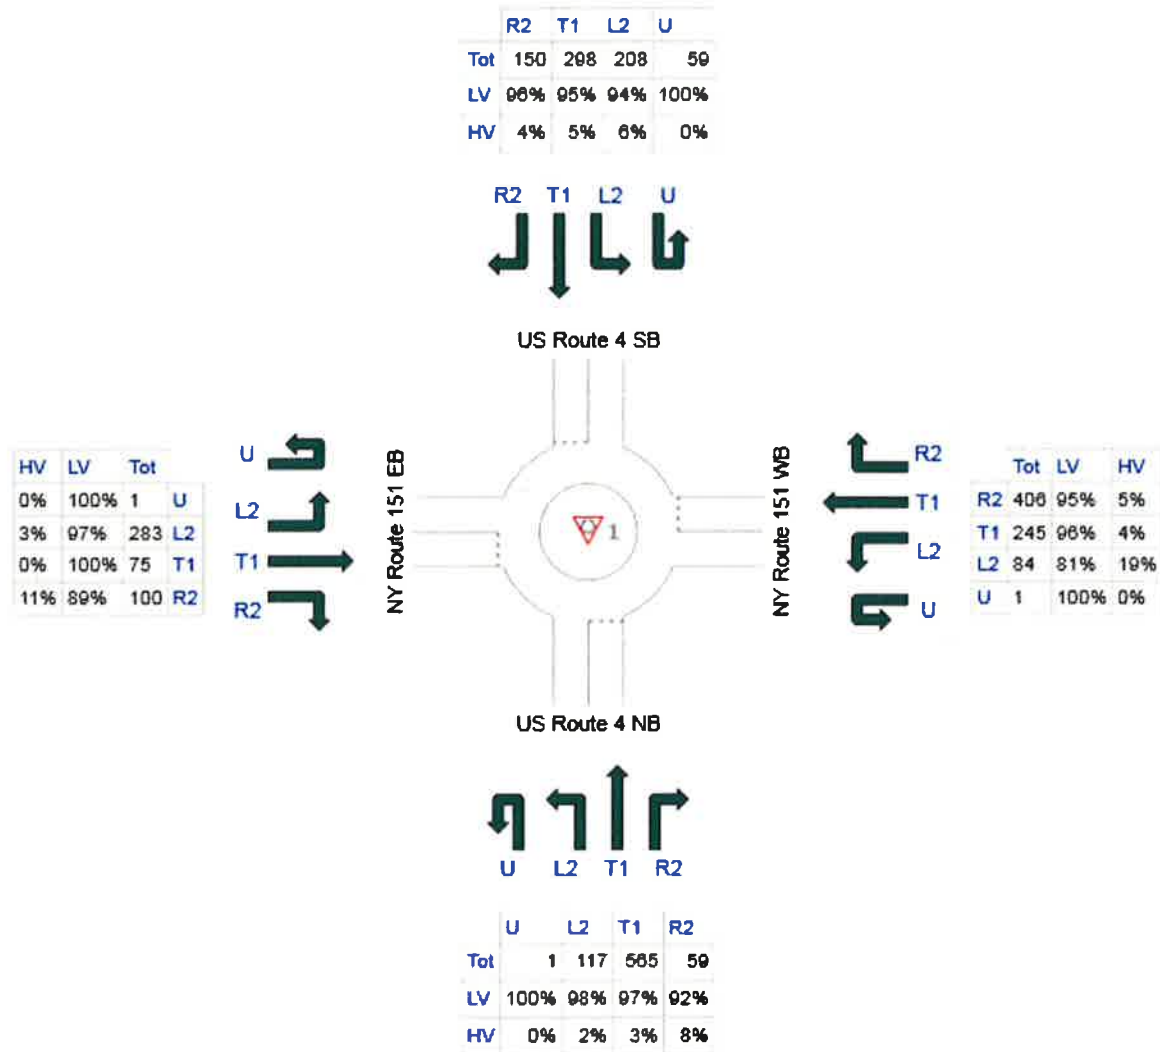 R2 T1 L2 U
Tot 150 298 208 59
LV 96% 95% 94% 100%
HV 4% 5% 6% 0%
R2 T1 L2 U
US Route 4 SB
HV LV Tot
0% 100% 1 U
3% 97% 283 L2
0% 100% 75 T1
11% 89% 100 R2
U
L2
T1
R2
NY Route 151 EB
1
NY Route 151 WB
R2
T1
L2
U
Tot LV HV
R2 406 95% 5%
T1 245 96% 4%
L2 84 81% 19%
U 1 100% 0%
US Route 4 NB
U L2 T1 R2
U L2 T1 R2
Tot 1 117 565 59
LV 100% 98% 97% 92%
HV 0% 2% 3% 8%